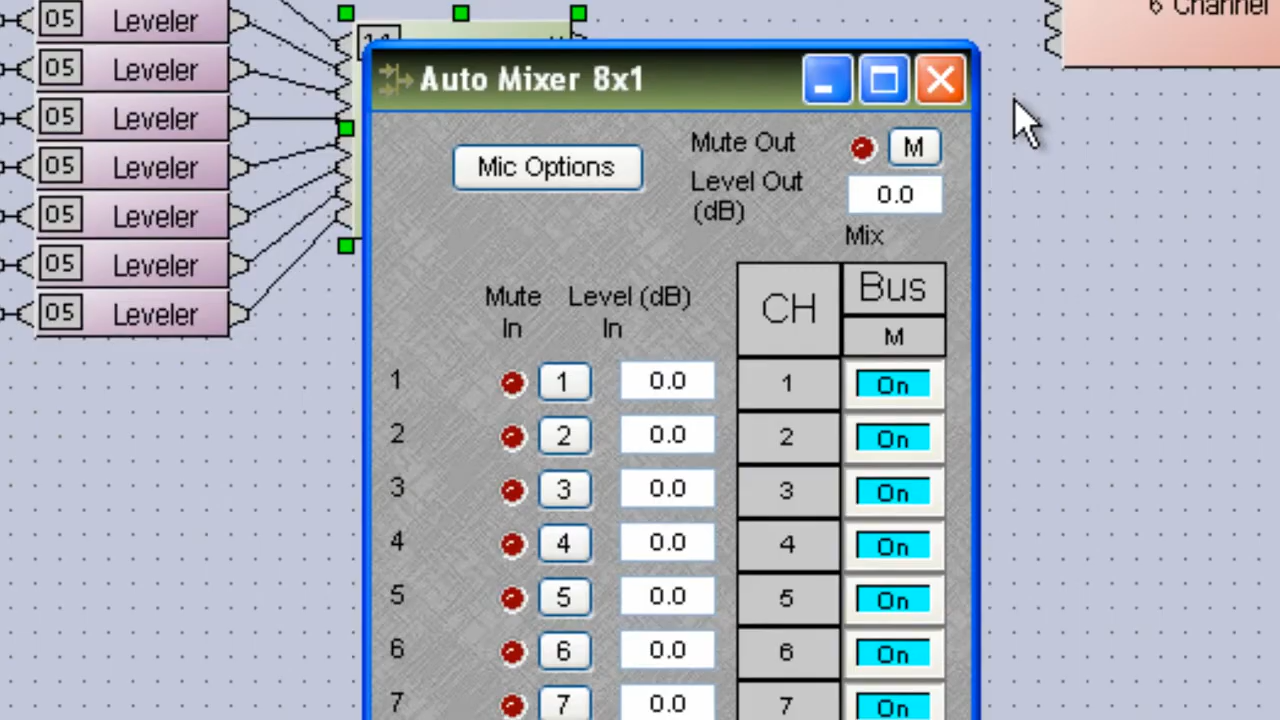 05 Leveler
05 Leveler
05 Leveler
05 Leveler
05 Leveler
05 Leveler
05 Leveler
6 Channel
Auto Mixer 8x1
Mic Options
Mute Out M
Level Out (dB) 0.0
Mix
Mute In Level (dB) In CH Bus
M
1 1 0.0 1 On
2 2 0.0 2 On
3 3 0.0 3 On
4 4 0.0 4 On
5 5 0.0 5 On
6 6 0.0 6 On
7 7 0.0 7 On